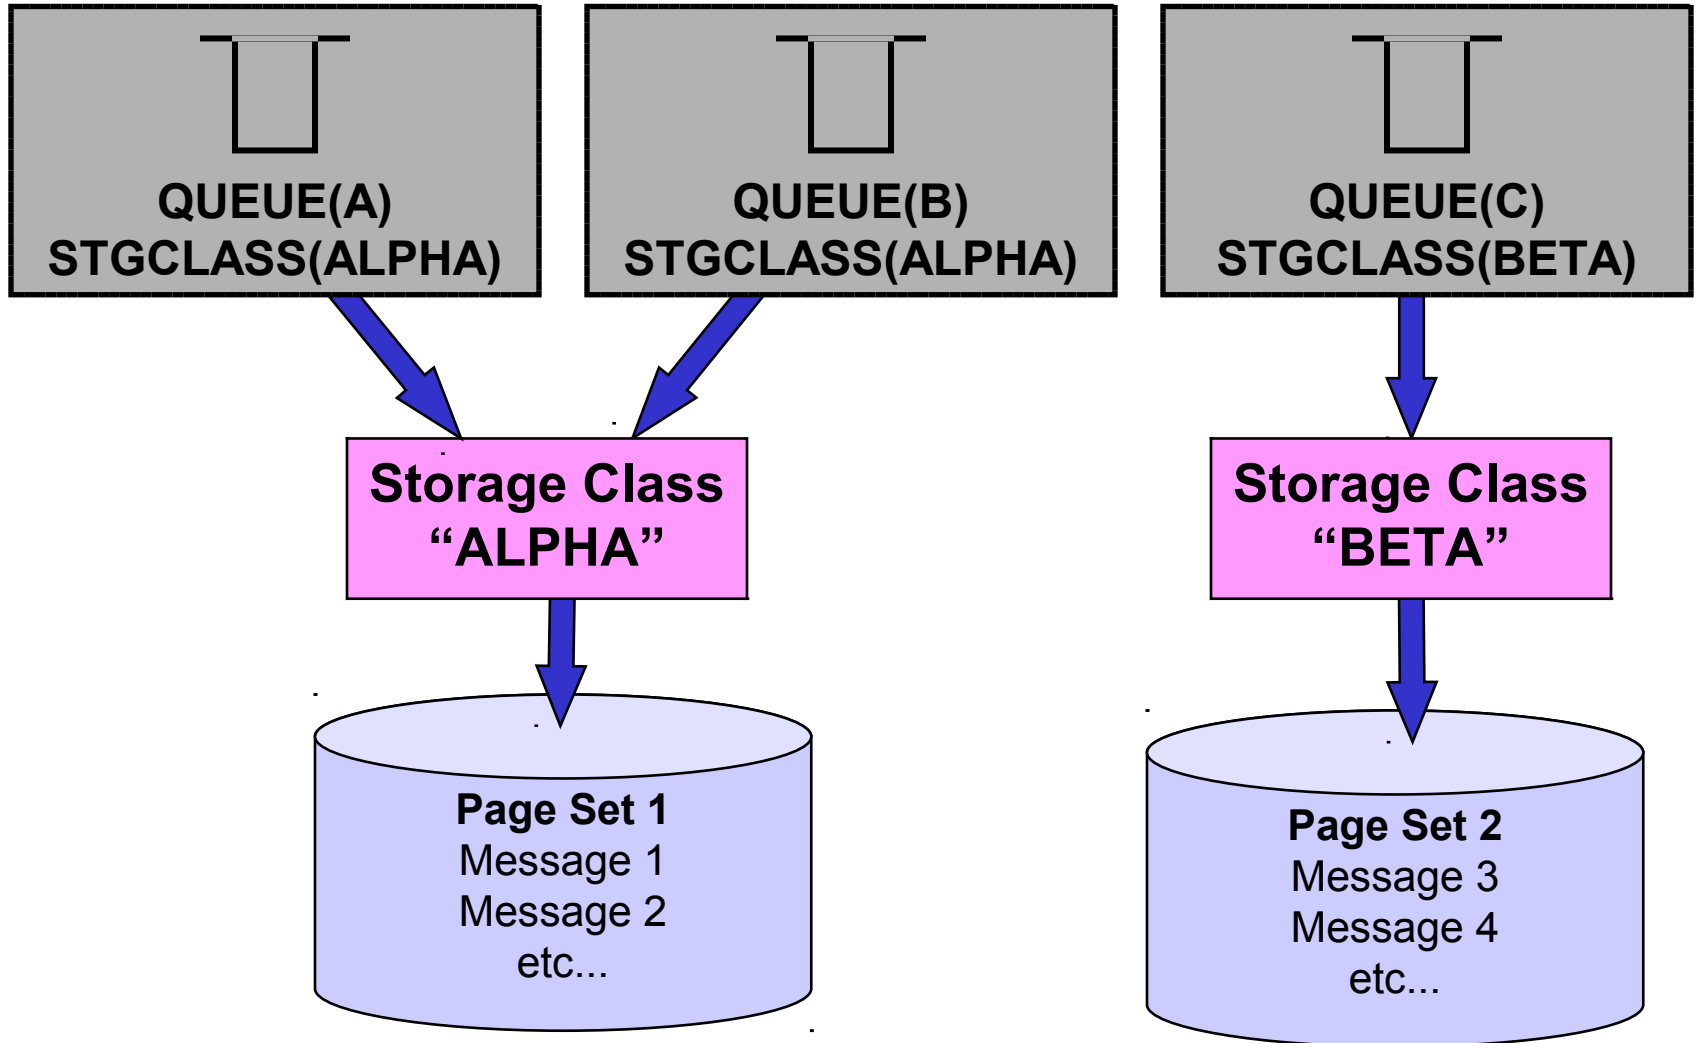 QUEUE(A)
STGCLASS(ALPHA)
QUEUE(B)
STGCLASS(ALPHA)
QUEUE(C)
STGCLASS(BETA)
Storage Class
“ALPHA”
Storage Class
“BETA”
Page Set 1
Message 1
Message 2
etc...
Page Set 2
Message 3
Message 4
etc...